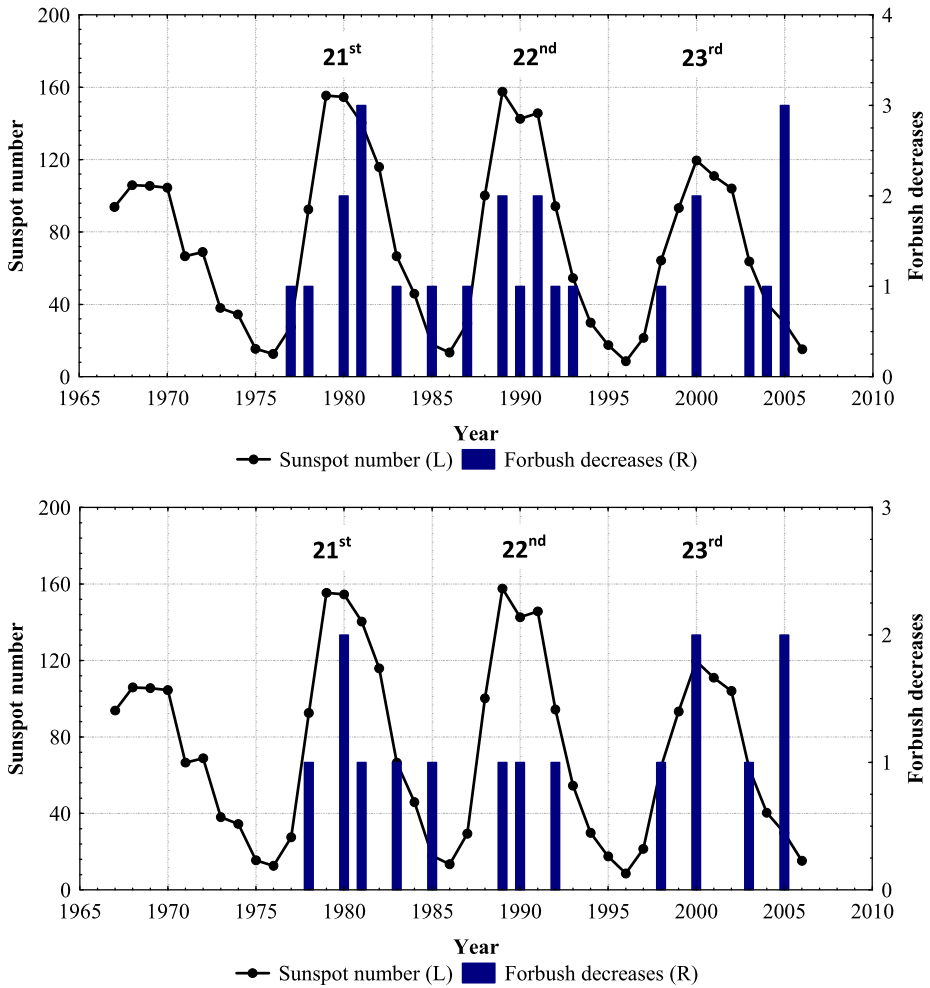 200
160
120
80
40
0
Sunspot number
21st
22nd
23rd
4
3
2
1
0
Forbush decreases
1965 1970 1975 1980 1985 1990 1995 2000 2005 2010
Year
Sunspot number (L) Forbush decreases (R)
200
160
120
80
40
0
Sunspot number
21st
22nd
23rd
3
2
1
0
Forbush decreases
1965 1970 1975 1980 1985 1990 1995 2000 2005 2010
Year
Sunspot number (L) Forbush decreases (R)